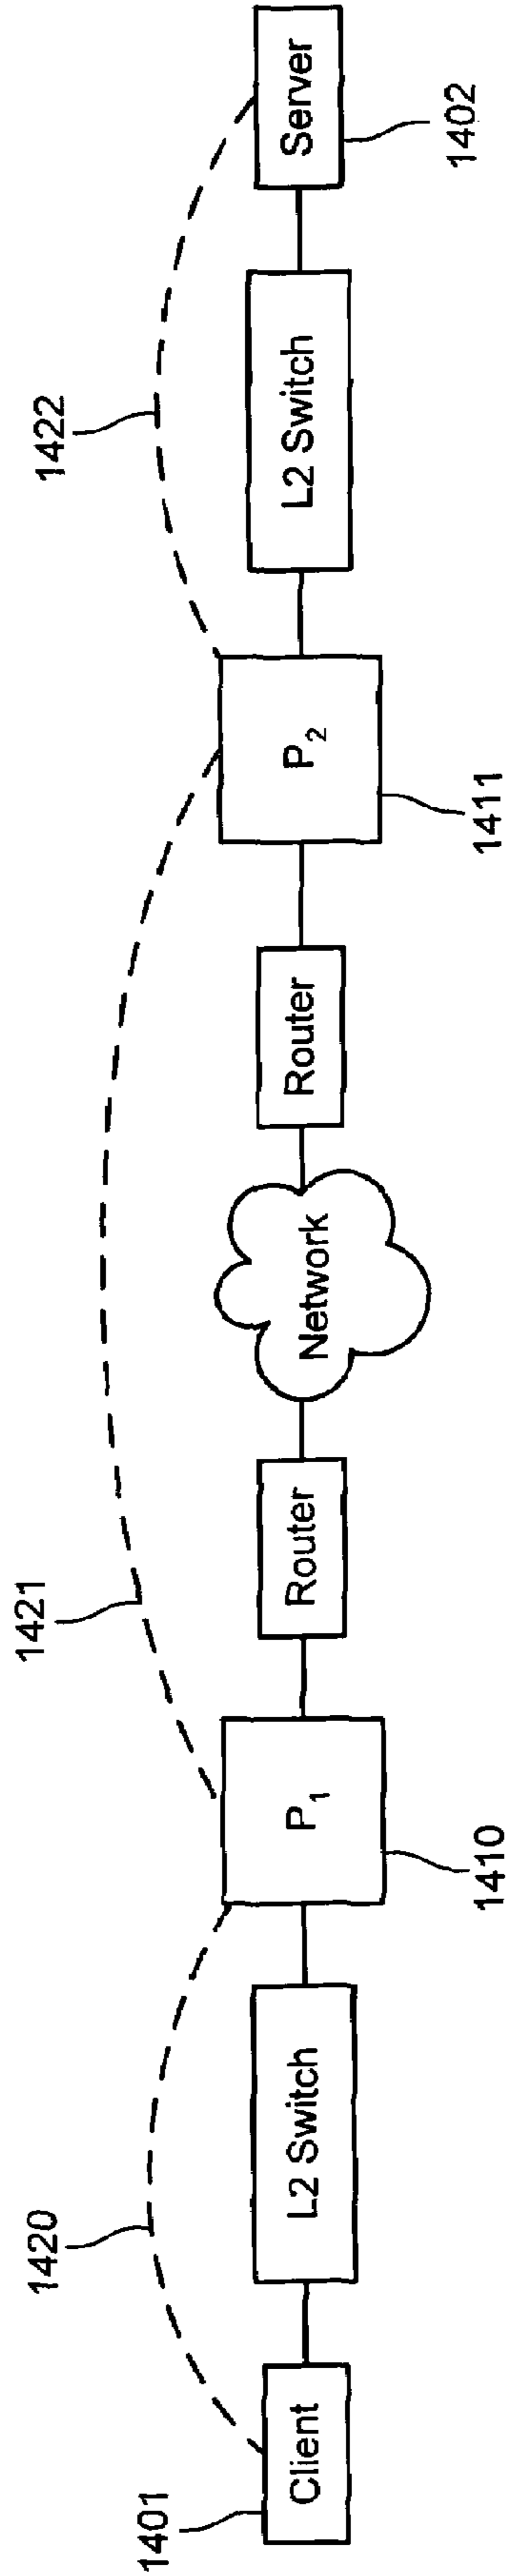 1421
1420
1422
Client
L2 Switch
P₁
Router
Network
Router
P₂
L2 Switch
Server
1401
1410
1411
1402